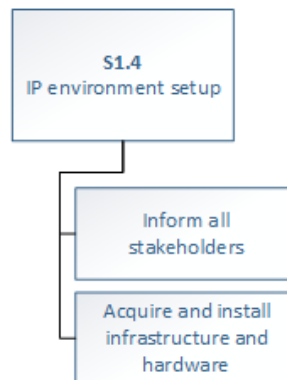 S1.4
IP environment setup
Inform all
stakeholders
Acquire and install
infrastructure and
hardware